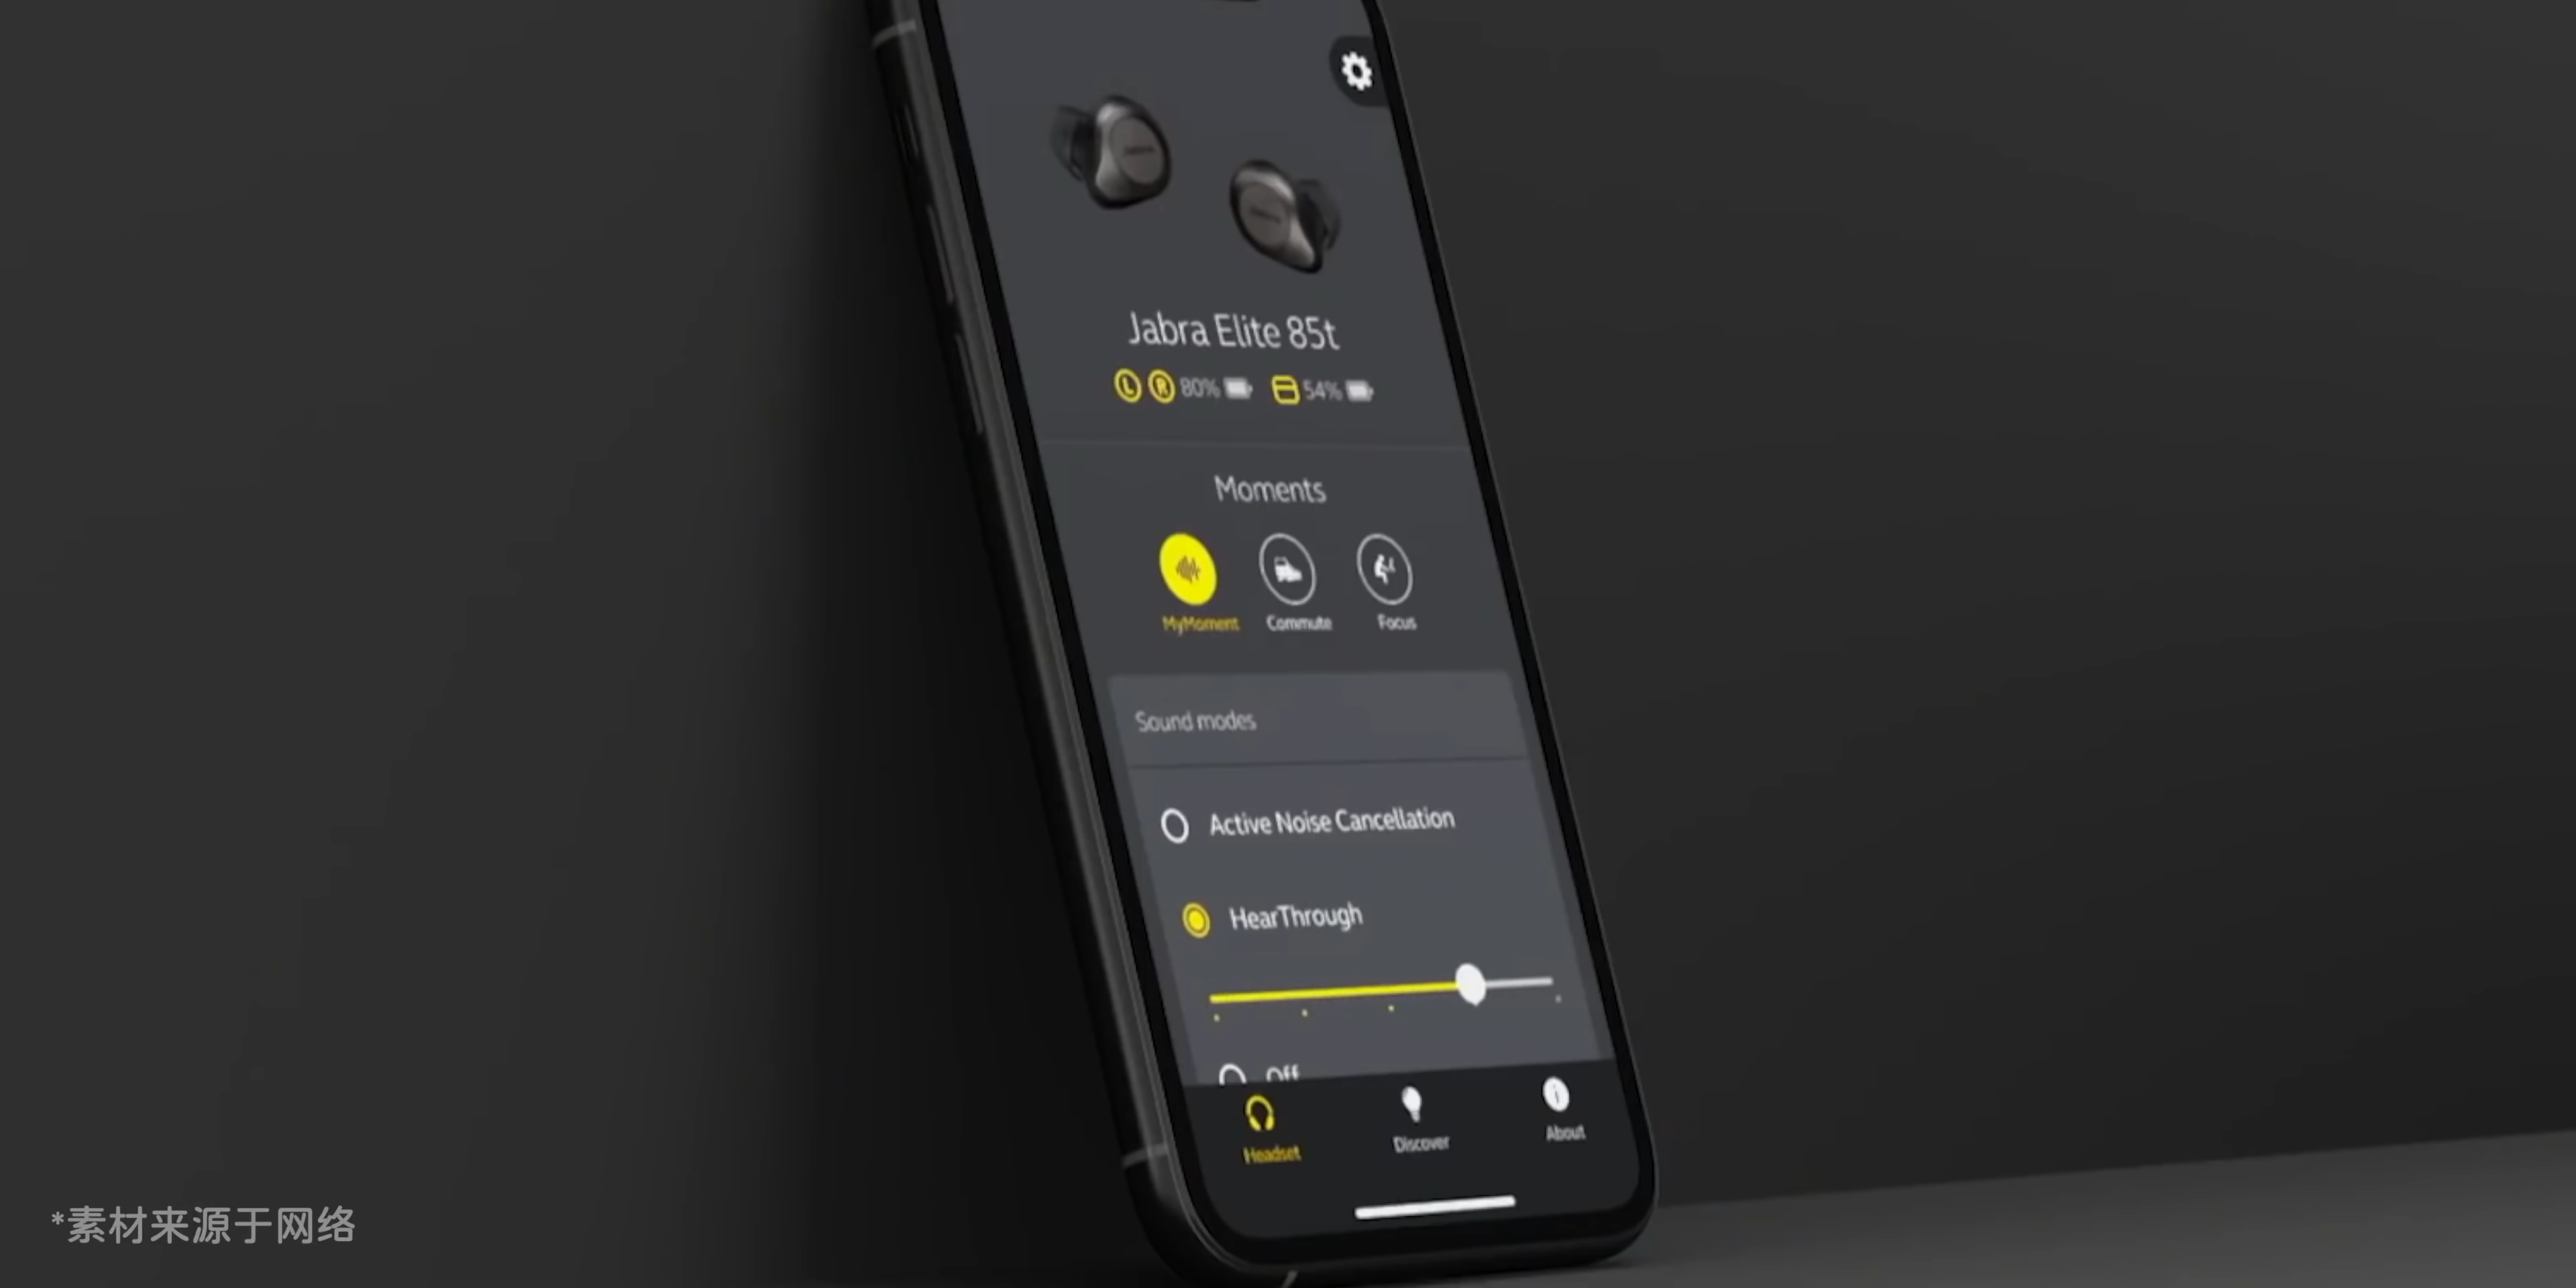 Jabra Elite 85t
L R 80% 54%
Moments
MyMoment Commute Focus
Sound modes
Active Noise Cancellation
HearThrough
Off
Headset Discover About
*素材来源于网络